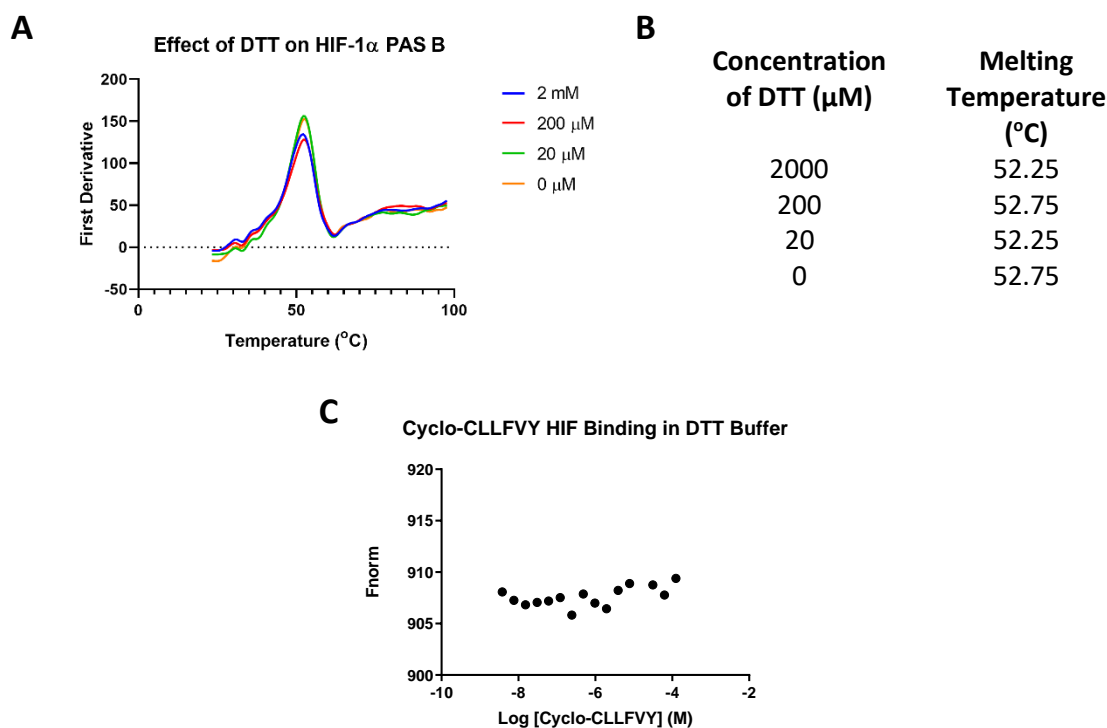 A
Effect of DTT on HIF-1α PAS B
200
150
100
50
0
-50
First Derivative
0
50
100
Temperature (°C)
2 mM
200 μM
20 μM
0 μM
B
Concentration of DTT (μM)
Melting Temperature (°C)
2000 52.25
200 52.75
20 52.25
0 52.75
C
Cyclo-CLLFVY HIF Binding in DTT Buffer
920
915
910
905
900
Fnorm
-10
-8
-6
-4
-2
Log [Cyclo-CLLFVY] (M)